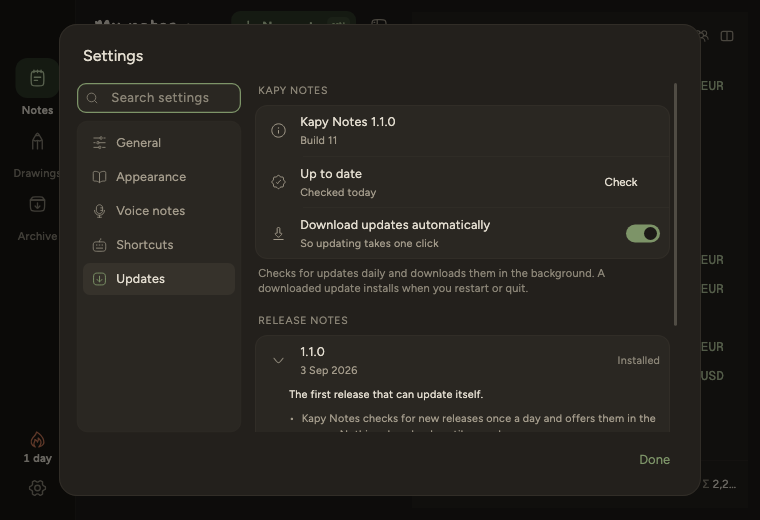 Settings
Search settings
General
Appearance
Voice notes
Shortcuts
Updates
KAPY NOTES
Kapy Notes 1.1.0
Build 11
Up to date
Checked today
Check
Download updates automatically
So updating takes one click
Checks for updates daily and downloads them in the background. A
downloaded update installs when you restart or quit.
RELEASE NOTES
1.1.0
3 Sep 2026
Installed
The first release that can update itself.
• Kapy Notes checks for new releases once a day and offers them in the
Done
Notes
Drawings
Archive
1 day
EUR
EUR
EUR
EUR
USD
Σ 2,2...